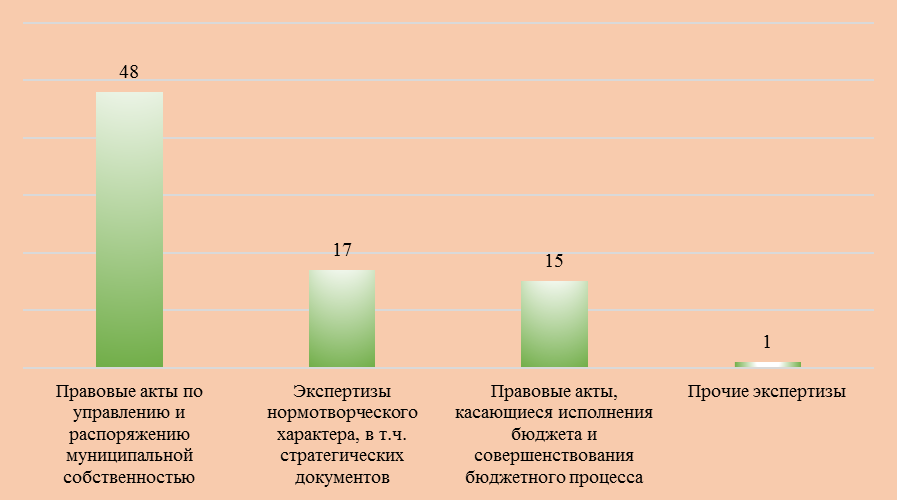 48
17
15
1
Правовые акты по
управлению и
распоряжению
муниципальной
собственностью
Экспертизы
нормотворческого
характера, в т.ч.
стратегических
документов
Правовые акты,
касающиеся исполнения
бюджета и
совершенствования
бюджетного процесса
Прочие экспертизы